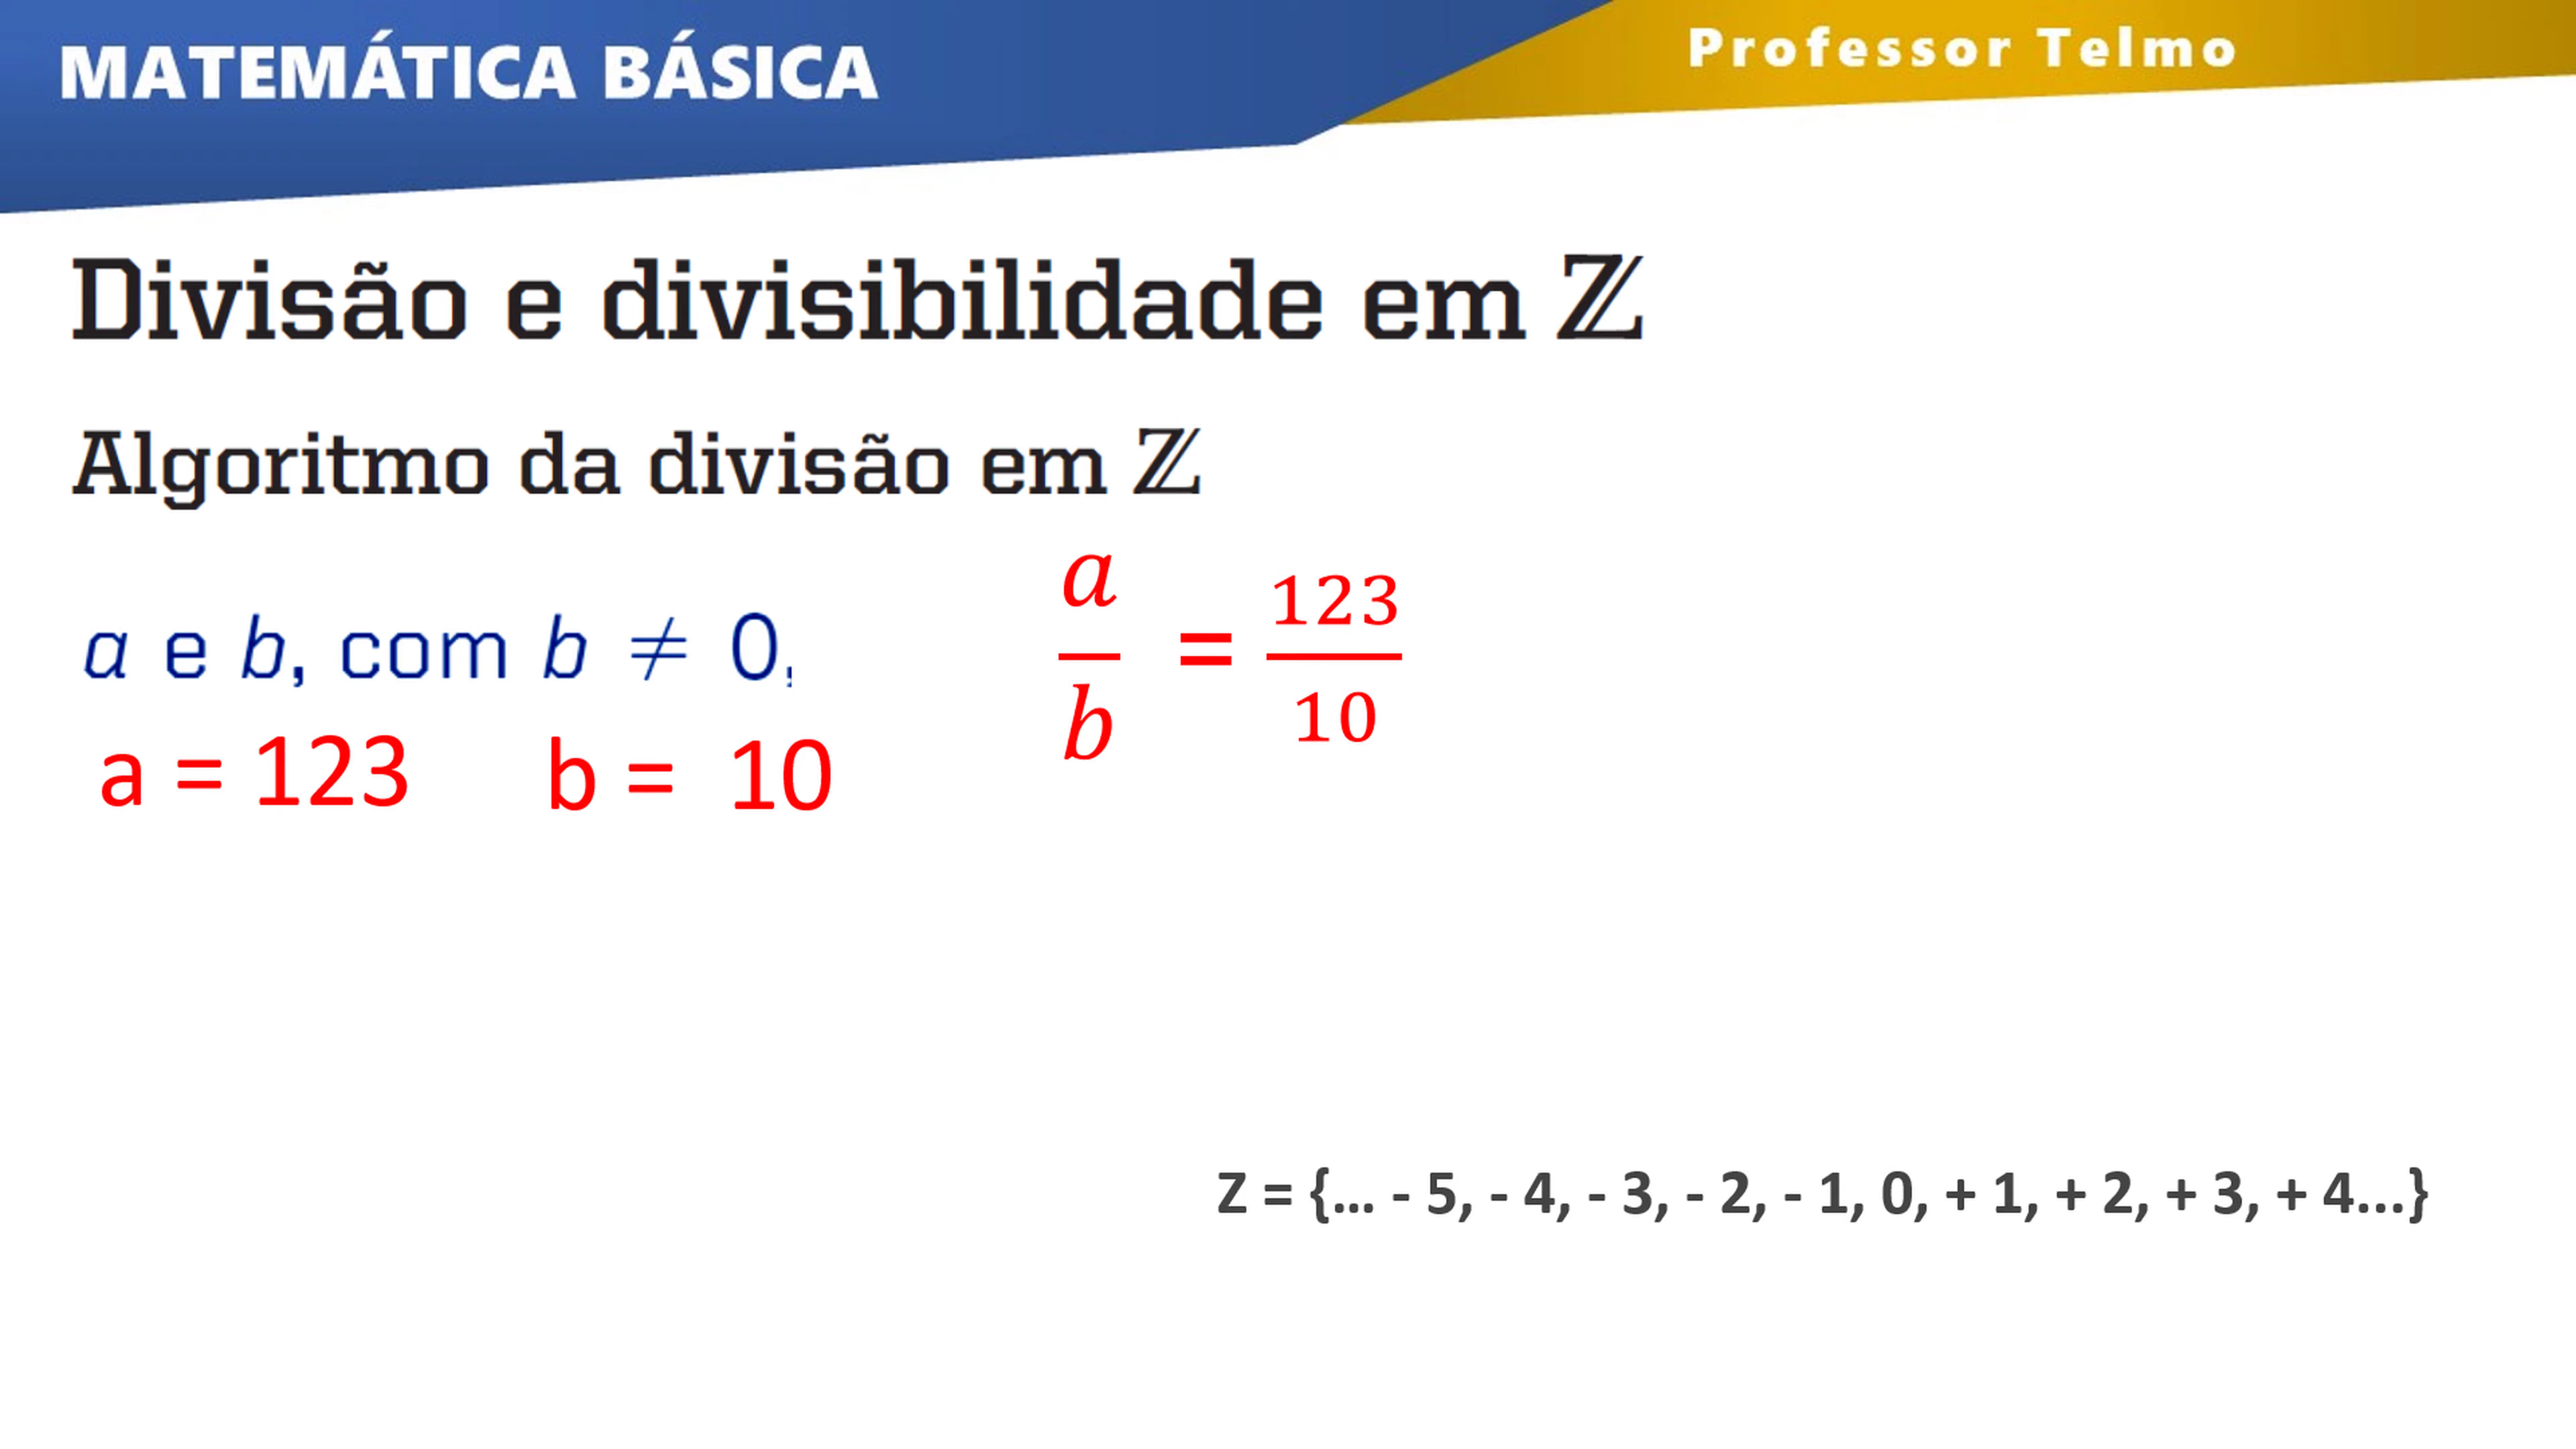 MATEMÁTICA BÁSICA
Professor Telmo
Divisão e divisibilidade em ℤ
Algoritmo da divisão em ℤ
a e b, com b ≠ 0,
a/b = 123/10
a = 123 b = 10
Z = {... - 5, - 4, - 3, - 2, - 1, 0, + 1, + 2, + 3, + 4...}